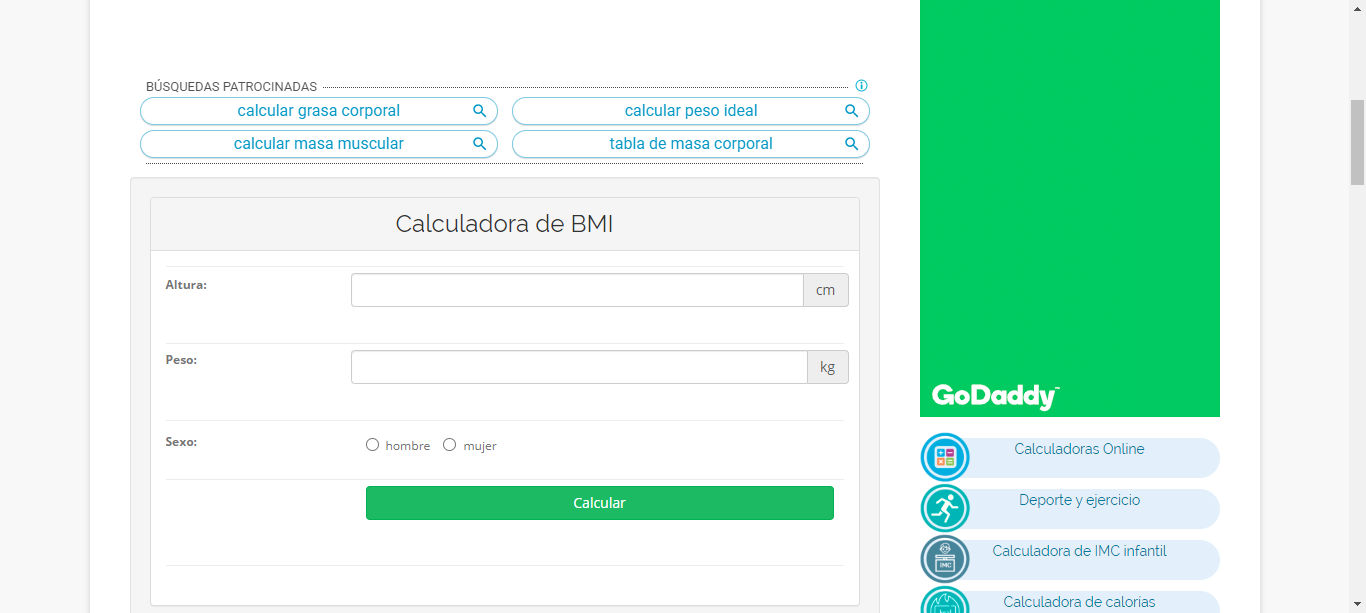 BÚSQUEDAS PATROCINADAS
calcular grasa corporal
calcular peso ideal
calcular masa muscular
tabla de masa corporal
Calculadora de BMI
Altura:
cm
Peso:
kg
Sexo:
hombre mujer
Calcular
GoDaddy™
Calculadoras Online
Deporte y ejercicio
IMC
Calculadora de IMC infantil
Calculadora de calorías